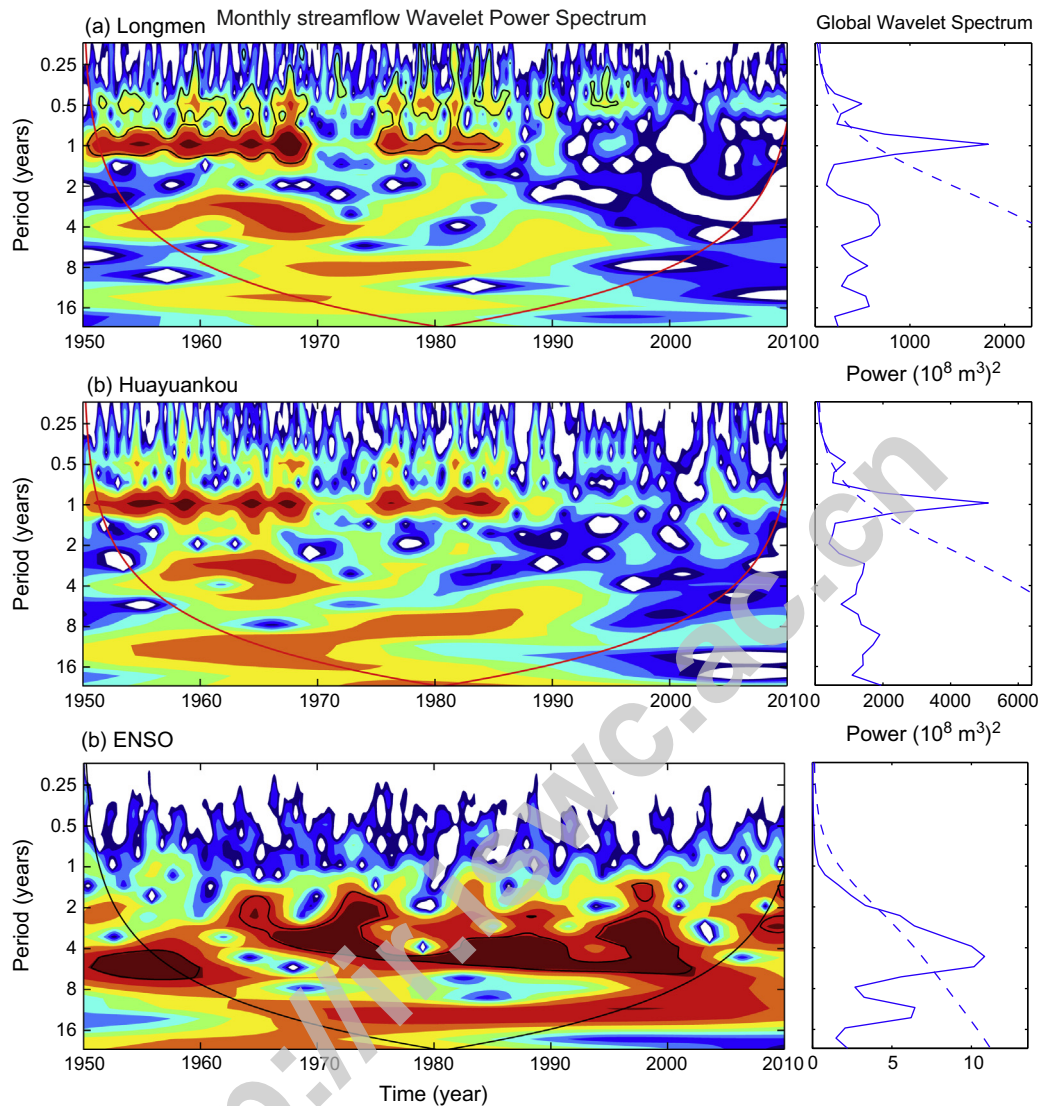 Monthly streamflow Wavelet Power Spectrum
Global Wavelet Spectrum
(a) Longmen
Period (years)
0.25
0.5
1
2
4
8
16
1950 1960 1970 1980 1990 2000 2010
0 1000 2000
Power (10⁸ m³)²
(b) Huayuankou
Period (years)
0.25
0.5
1
2
4
8
16
1950 1960 1970 1980 1990 2000 2010
0 2000 4000 6000
Power (10⁸ m³)²
(b) ENSO
Period (years)
0.25
0.5
1
2
4
8
16
1950 1960 1970 1980 1990 2000 2010
Time (year)
0 5 10
p://ir.iswc.ac.cn